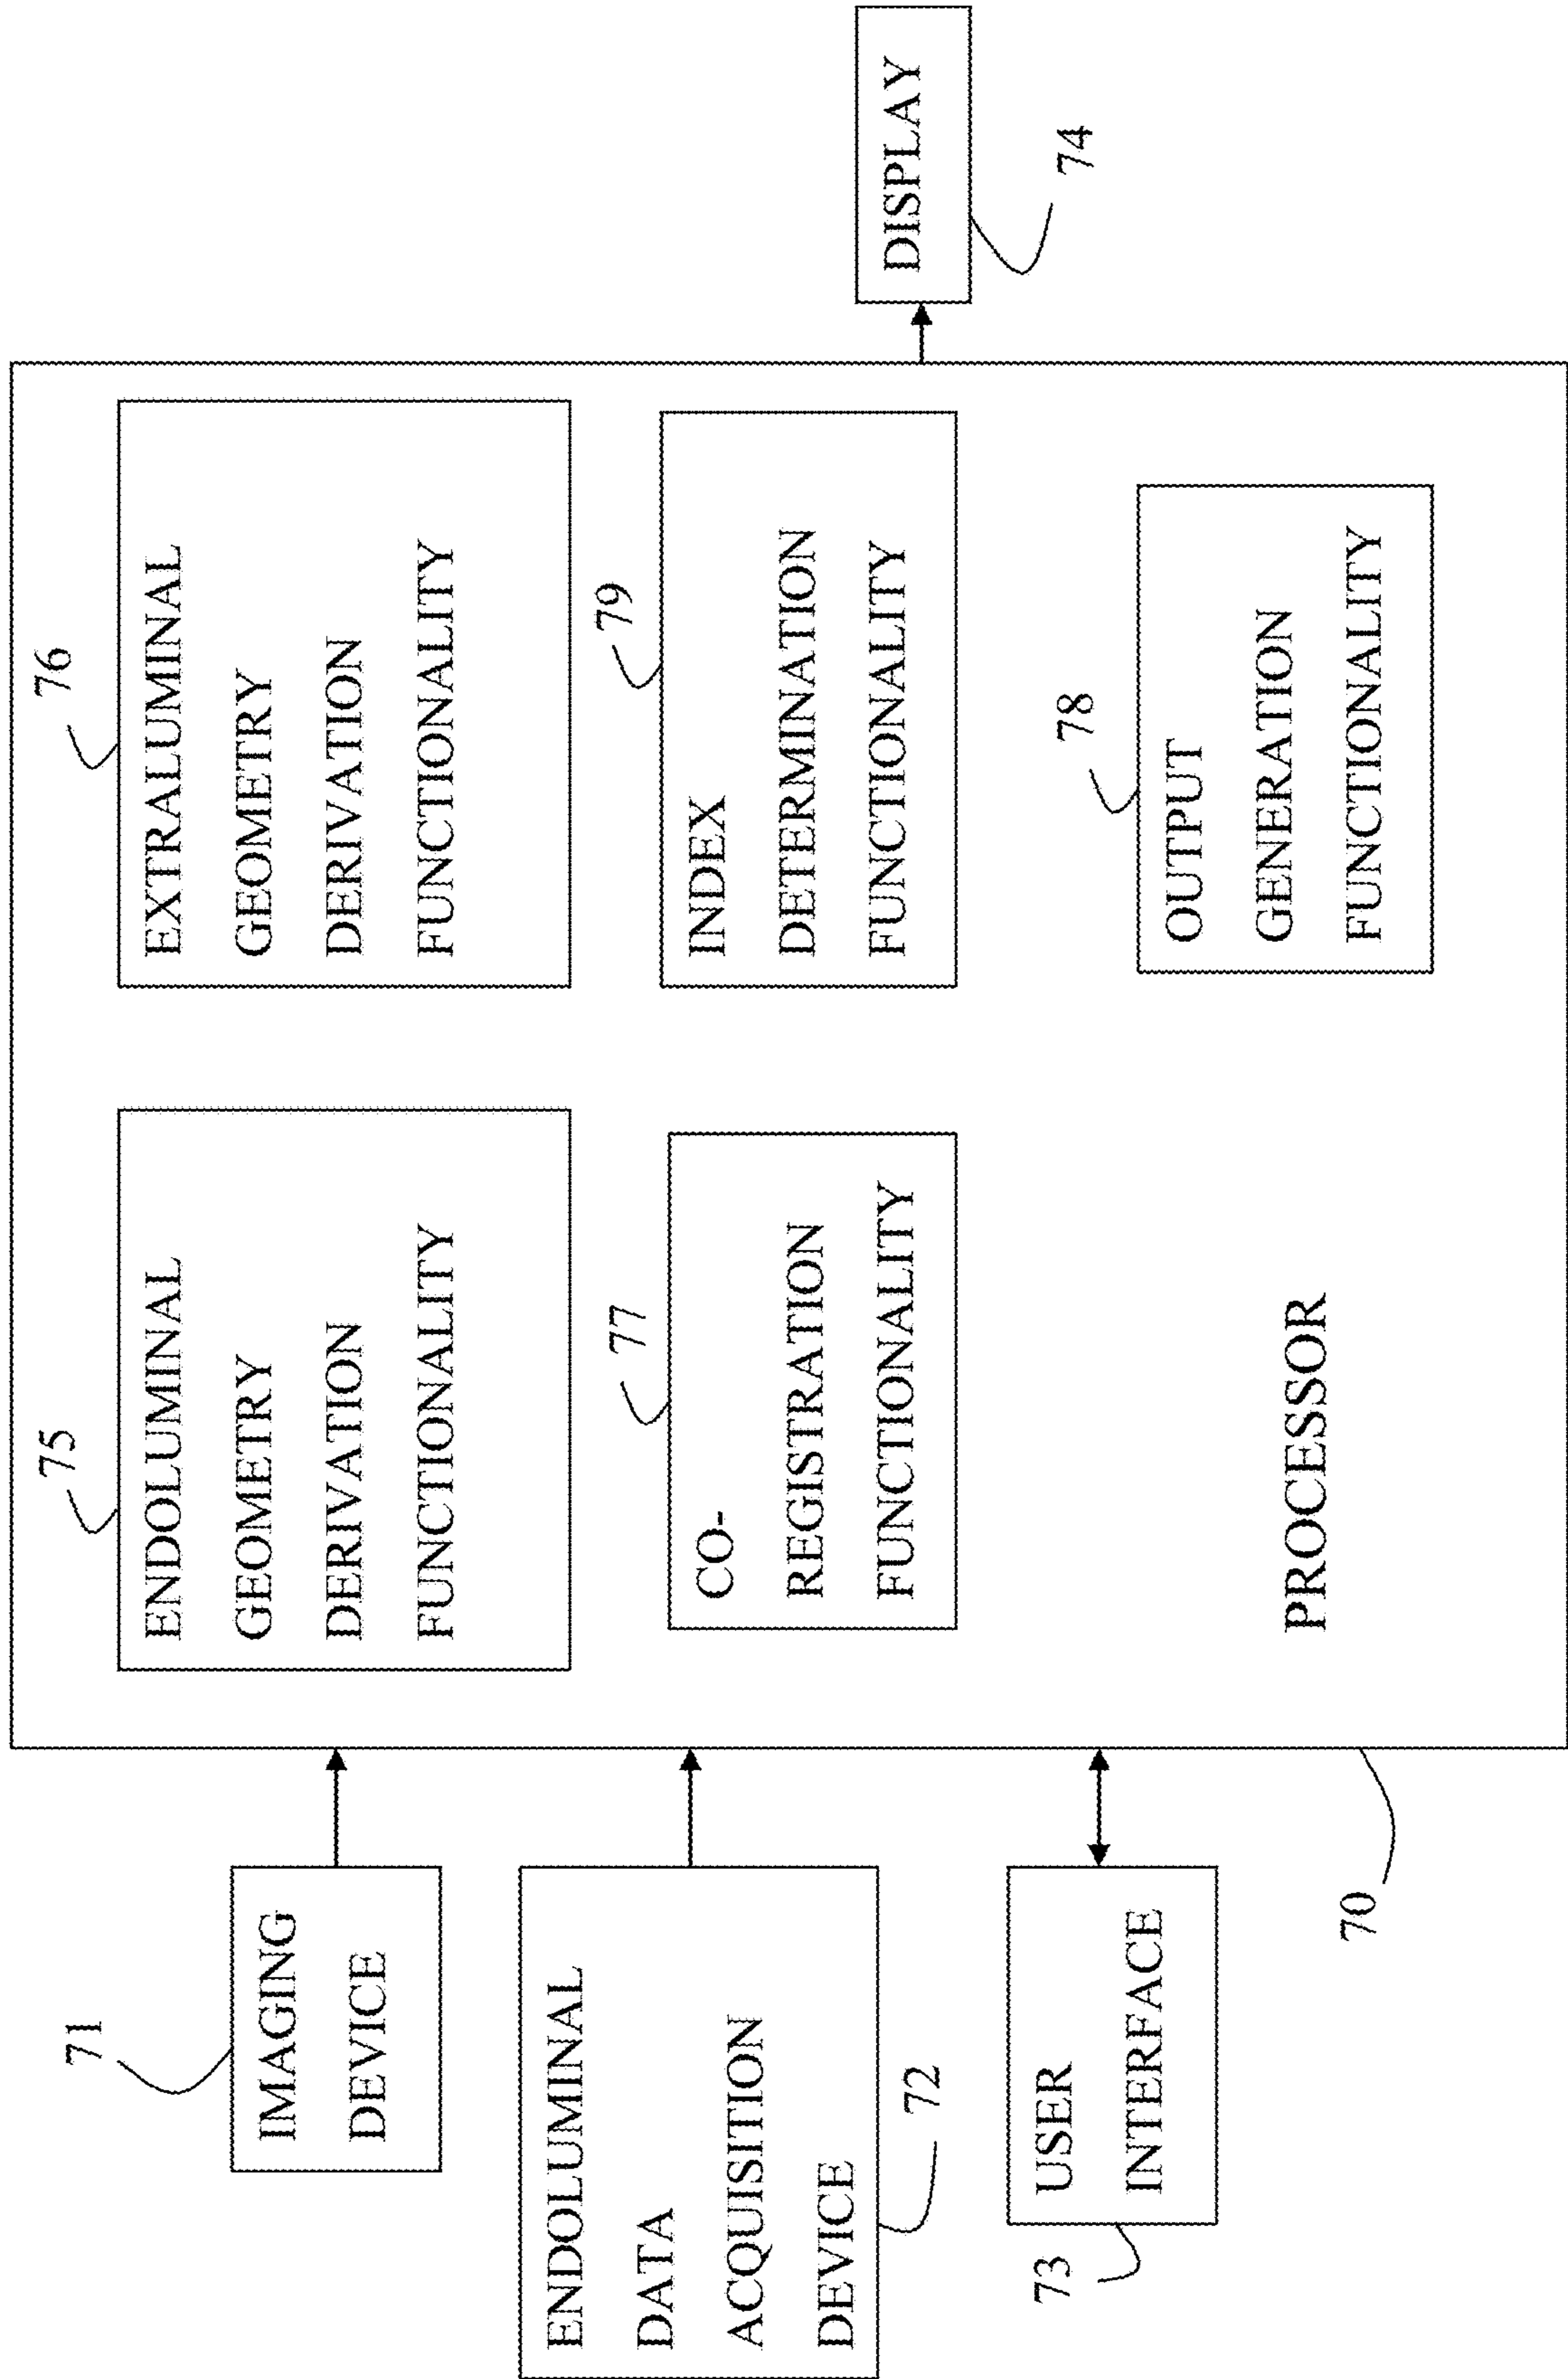 71
IMAGING
DEVICE
ENDOLUMINAL
DATA
ACQUISITION
DEVICE
72
USER
INTERFACE
73
70
75
ENDOLUMINAL
GEOMETRY
DERIVATION
FUNCTIONALITY
76
EXTRALUMINAL
GEOMETRY
DERIVATION
FUNCTIONALITY
77
CO-
REGISTRATION
FUNCTIONALITY
79
INDEX
DETERMINATION
FUNCTIONALITY
78
OUTPUT
GENERATION
FUNCTIONALITY
PROCESSOR
DISPLAY
74